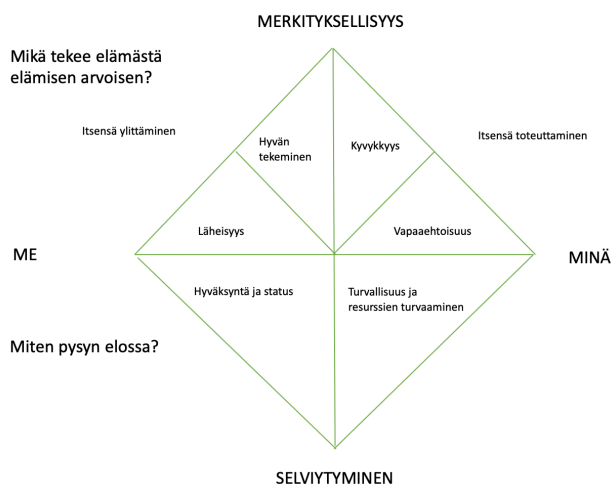 MERKITYKSELLISYYS
Mikä tekee elämästä
elämisen arvoisen?
Itsensä ylittäminen
Hyvän
tekeminen
Kyvykkyys
Itsensä toteuttaminen
Läheisyys
Vapaaehtoisuus
ME
MINÄ
Hyväksyntä ja status
Turvallisuus ja
resurssien turvaaminen
Miten pysyn elossa?
SELVIYTYMINEN